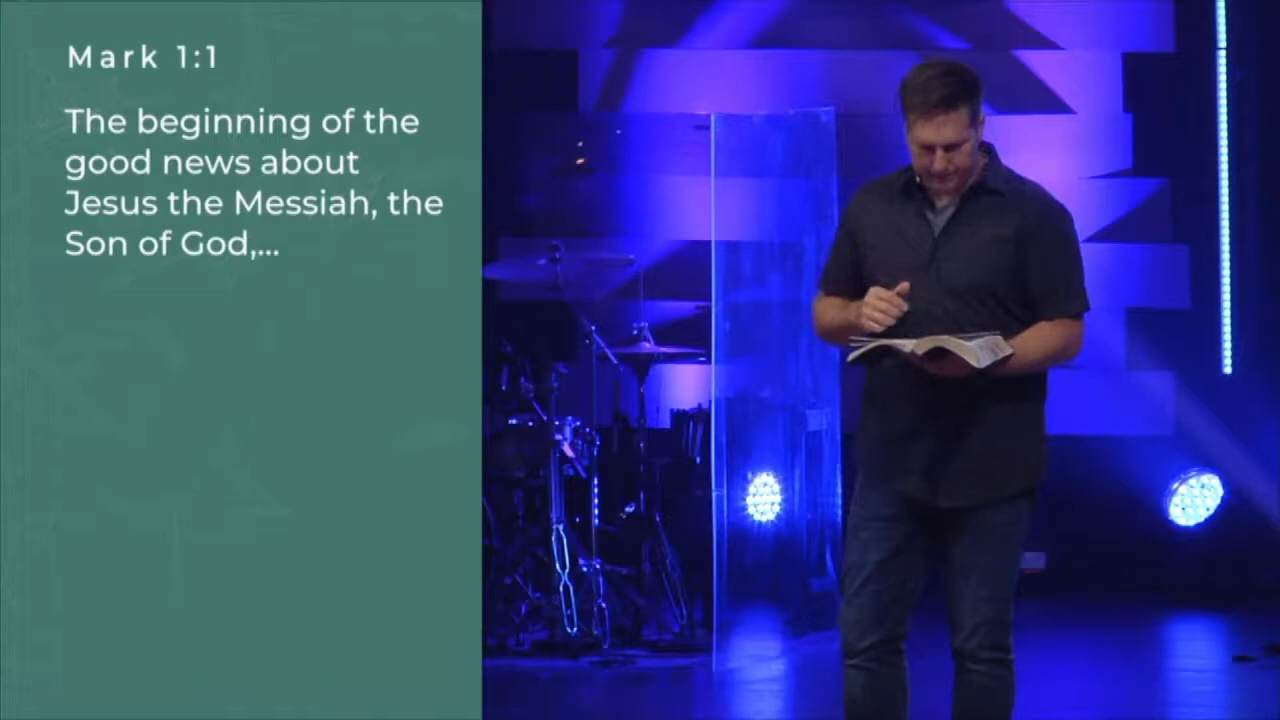 Mark 1:1
The beginning of the
good news about
Jesus the Messiah, the
Son of God,...